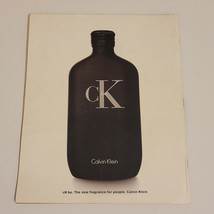 cK
Calvin Klein
cK be. The new fragrance for people. Calvin Klein